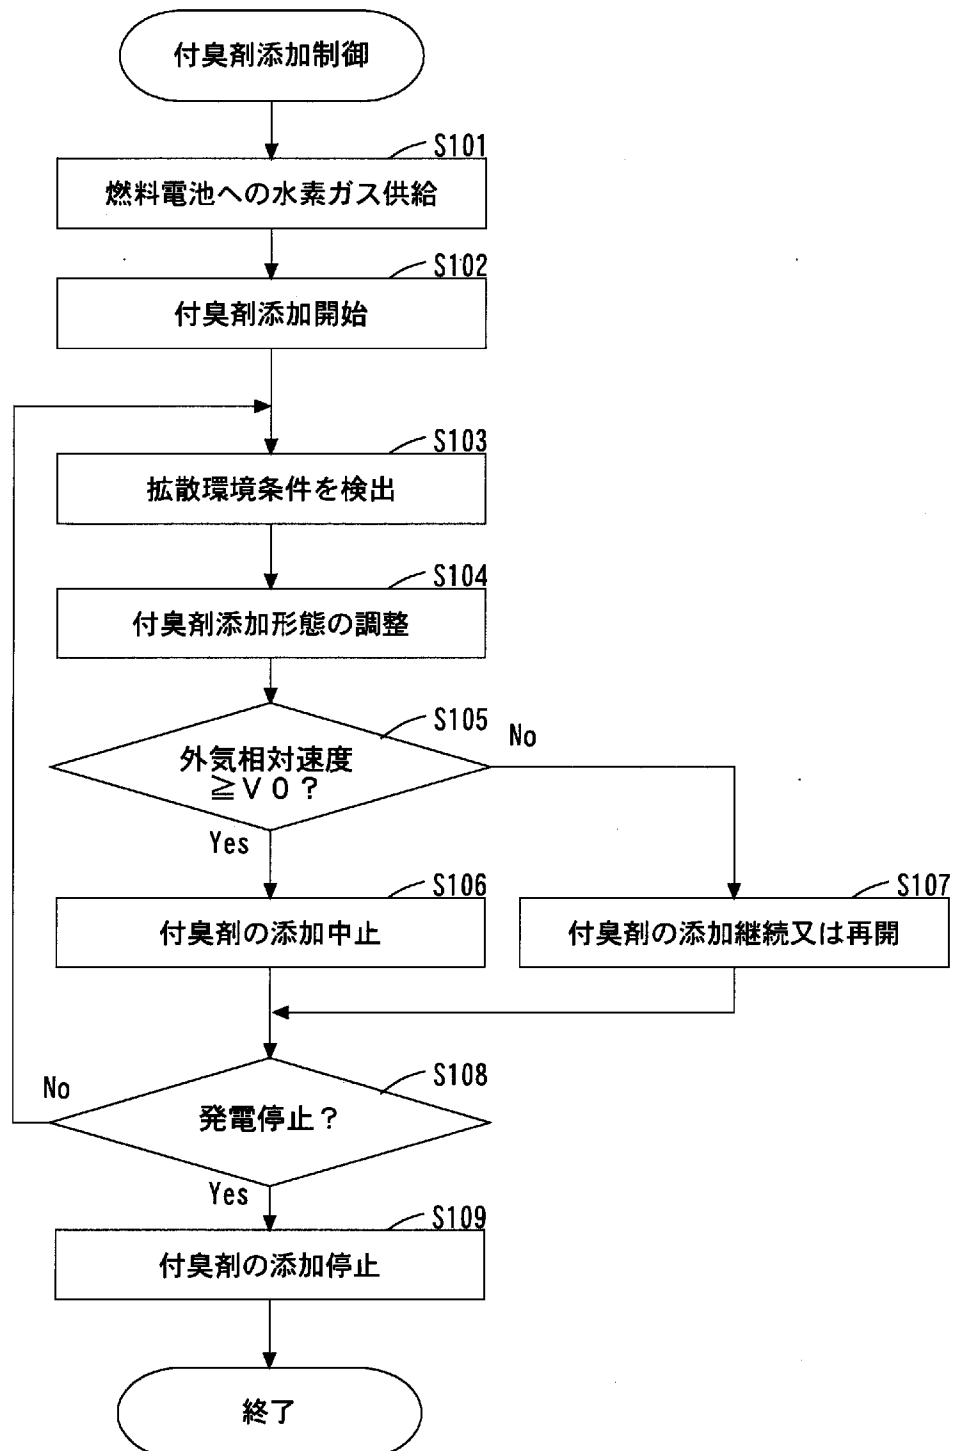 付臭剤添加制御
S101
燃料電池への水素ガス供給
S102
付臭剤添加開始
S103
拡散環境条件を検出
S104
付臭剤添加形態の調整
S105
外気相対速度
≧V0?
No
Yes
S106
付臭剤の添加中止
S107
付臭剤の添加継続又は再開
S108
発電停止?
No
Yes
S109
付臭剤の添加停止
終了